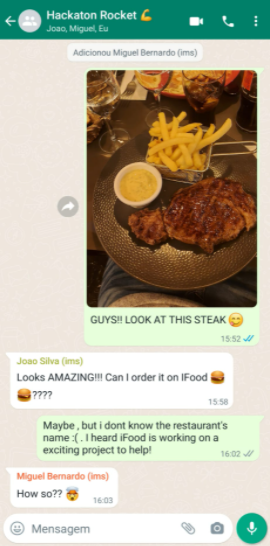 Hackaton Rocket 💪
Joao, Miguel, Eu
Adicionou Miguel Bernardo (ims)
GUYS!! LOOK AT THIS STEAK 😋
15:52
Joao Silva (ims)
Looks AMAZING!!! Can I order it on IFood 🍔
🍔????
15:58
Maybe , but i dont know the restaurant's
name :( . I heard iFood is working on a
exciting project to help!
16:02
Miguel Bernardo (ims)
How so?? 🤯
16:03
Mensagem